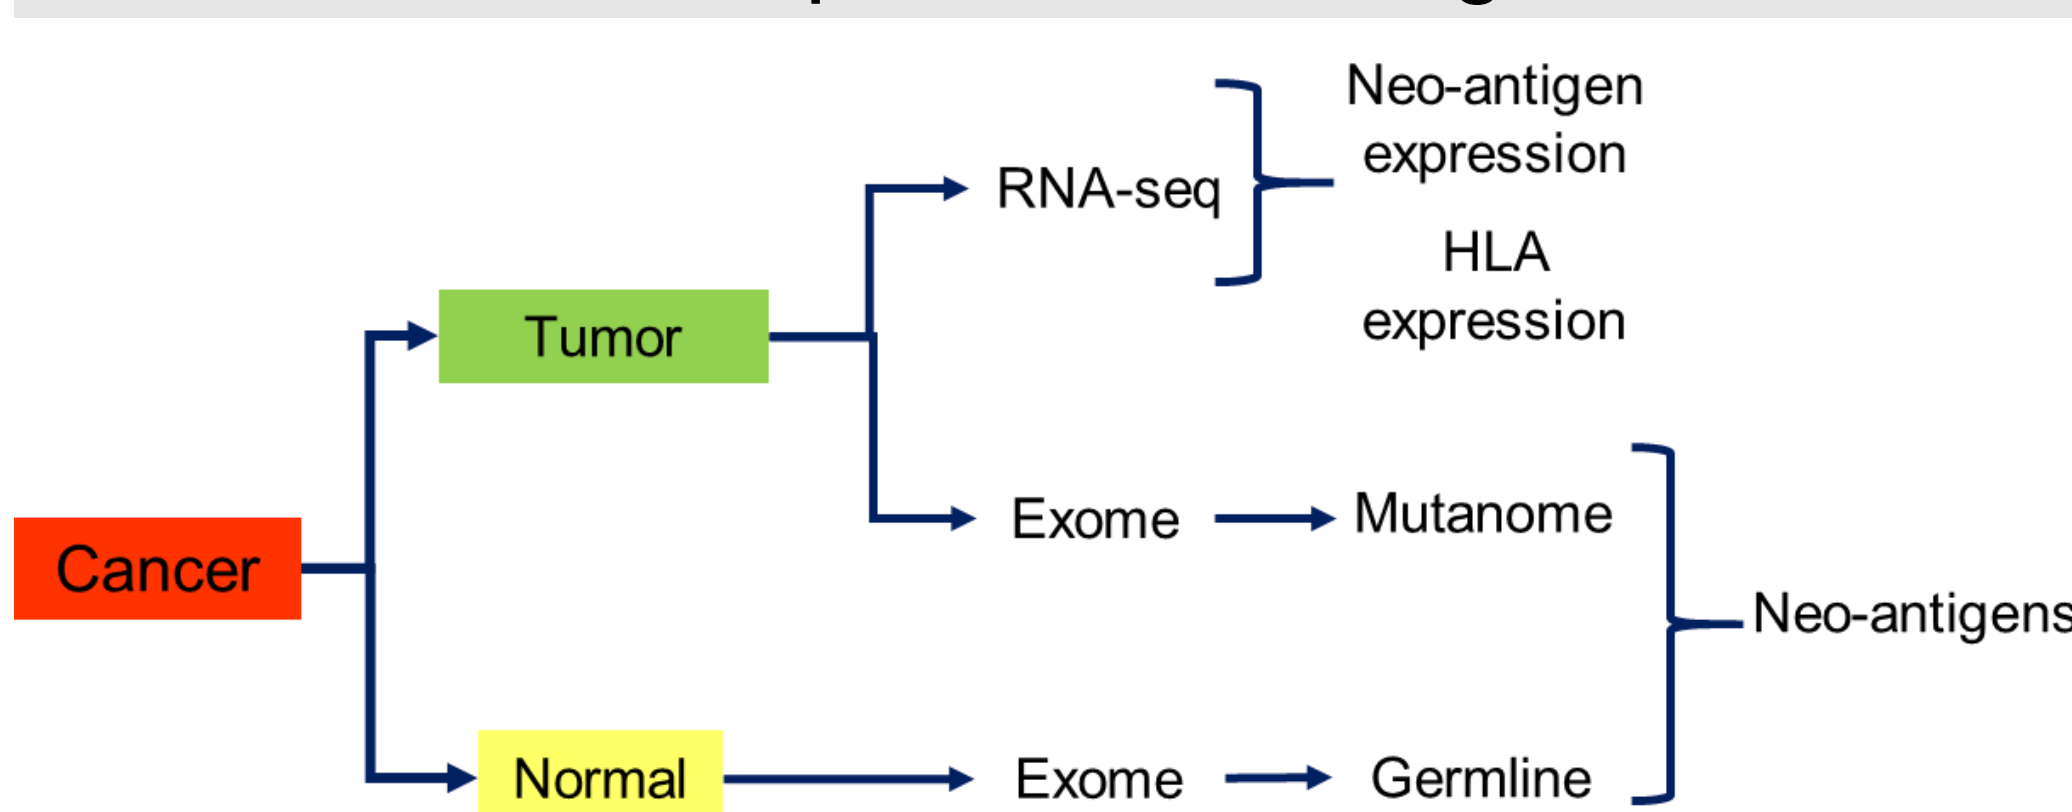 Neo-antigen
expression
RNA-seq
HLA
expression
Tumor
Exome
Mutanome
Cancer
Neo-antigens
Normal
Exome
Germline